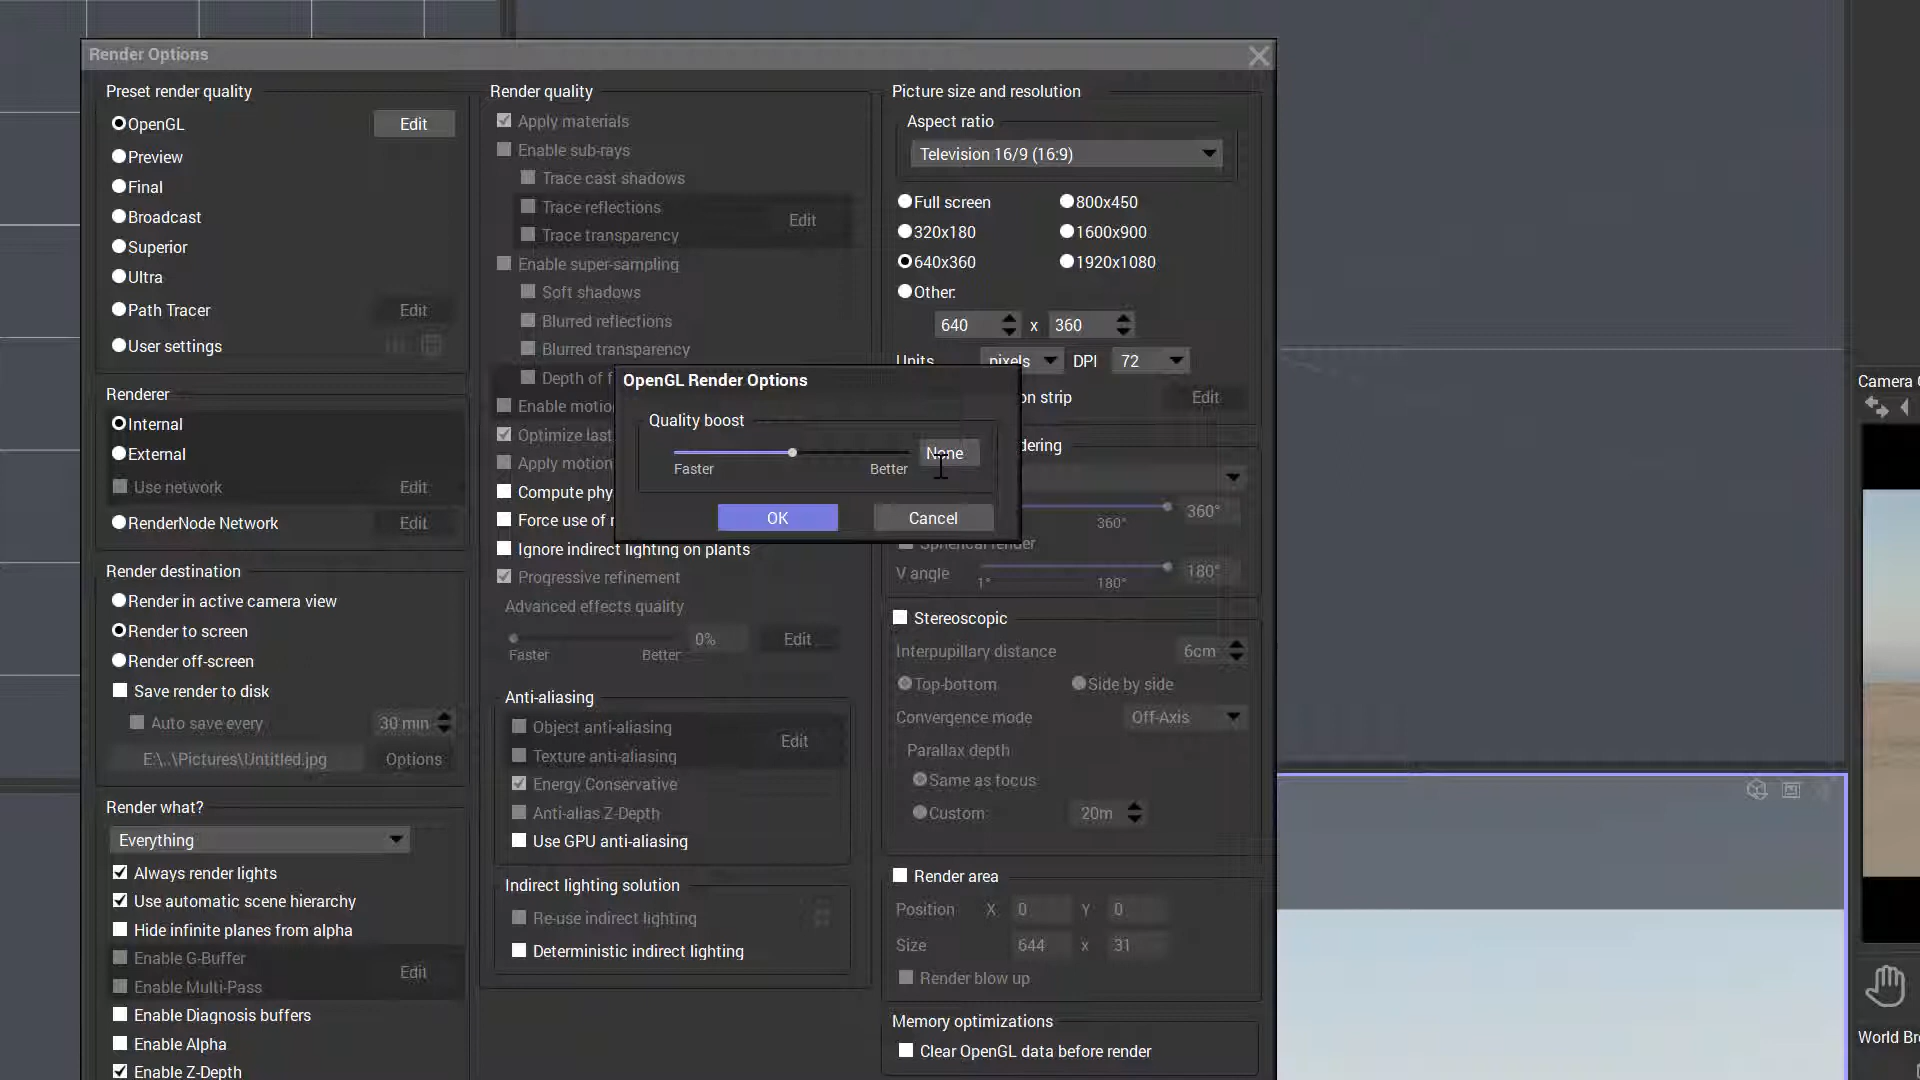 Render Options
Preset render quality
OpenGL
Edit
Preview
Final
Broadcast
Superior
Ultra
Path Tracer
Edit
User settings
Renderer
Internal
External
Use network
Edit
RenderNode Network
Edit
Render destination
Render in active camera view
Render to screen
Render off-screen
Save render to disk
Auto save every
30 min
E:\..\Pictures\Untitled.jpg
Options
Render what?
Everything
Always render lights
Use automatic scene hierarchy
Hide infinite planes from alpha
Enable G-Buffer
Edit
Enable Multi-Pass
Enable Diagnosis buffers
Enable Alpha
Enable Z-Depth
Render quality
Apply materials
Enable sub-rays
Trace cast shadows
Trace reflections
Edit
Trace transparency
Enable super-sampling
Soft shadows
Blurred reflections
Blurred transparency
Depth of f
Enable motio
Optimize last
Apply motion
Compute phy
Force use of
Ignore indirect lighting on plants
Progressive refinement
Advanced effects quality
0%
Edit
Faster
Better
Anti-aliasing
Object anti-aliasing
Edit
Texture anti-aliasing
Energy Conservative
Anti-alias Z-Depth
Use GPU anti-aliasing
Indirect lighting solution
Re-use indirect lighting
Deterministic indirect lighting
OpenGL Render Options
Quality boost
None
Faster
Better
OK
Cancel
Picture size and resolution
Aspect ratio
Television 16/9 (16:9)
Full screen
800x450
320x180
1600x900
640x360
1920x1080
Other:
640 x 360
Units
pixels
DPI
72
on strip
Edit
dering
360°
360°
Spherical render
V angle
1°
180°
180°
Stereoscopic
Interpupillary distance
6cm
Top-bottom
Side by side
Convergence mode
Off-Axis
Parallax depth
Same as focus
Custom:
20m
Render area
Position X 0 Y 0
Size 644 x 31
Render blow up
Memory optimizations
Clear OpenGL data before render
Camera
World Br